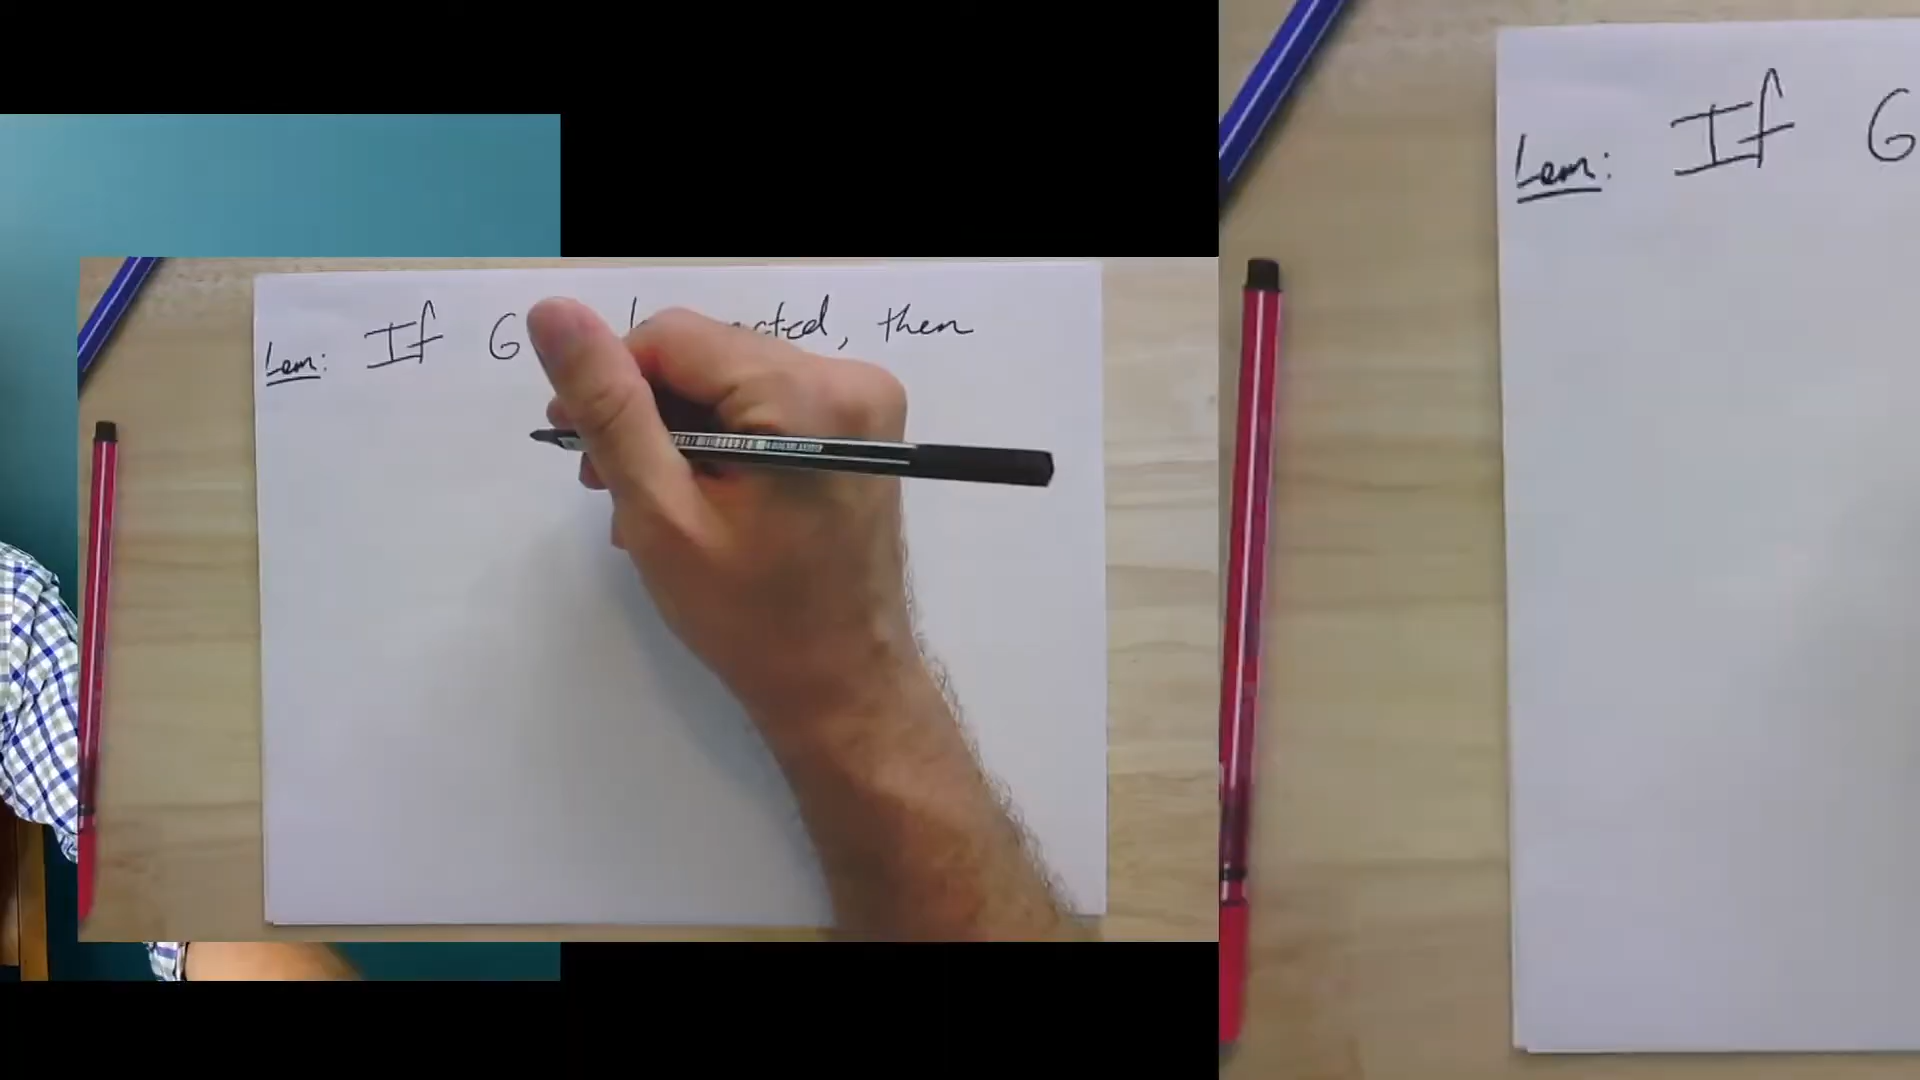 Lem: If G , then
Lem: If G